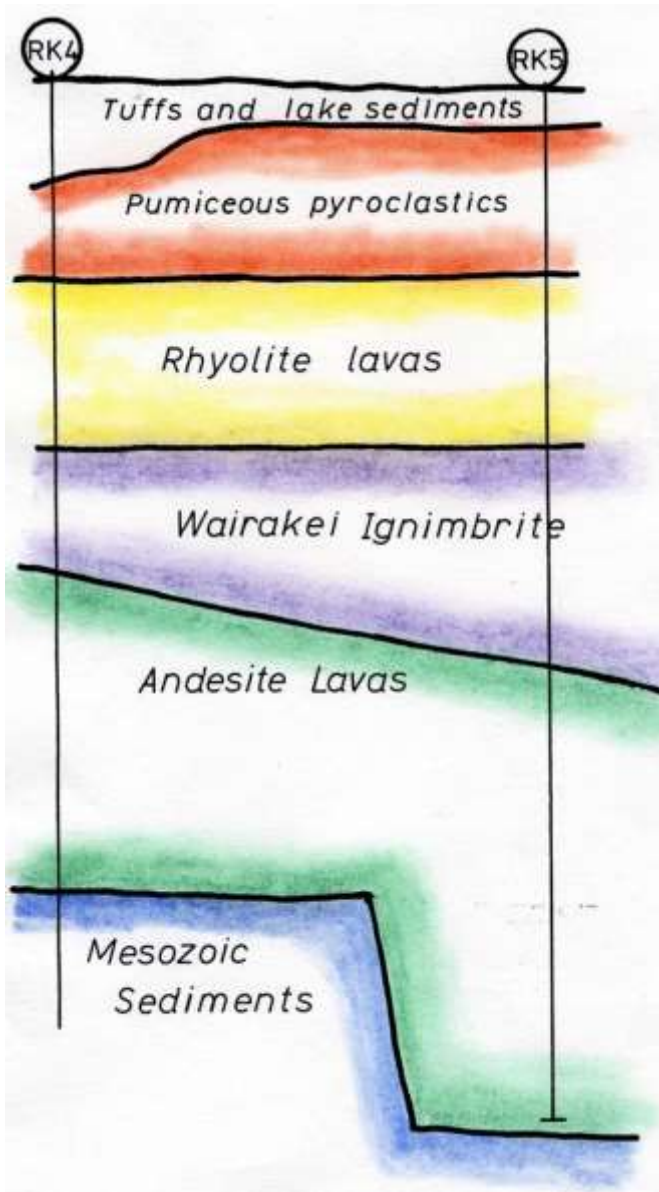 RK4
RK5
Tuffs and lake sediments
Pumiceous pyroclastics
Rhyolite lavas
Wairakei Ignimbrite
Andesite Lavas
Mesozoic
Sediments